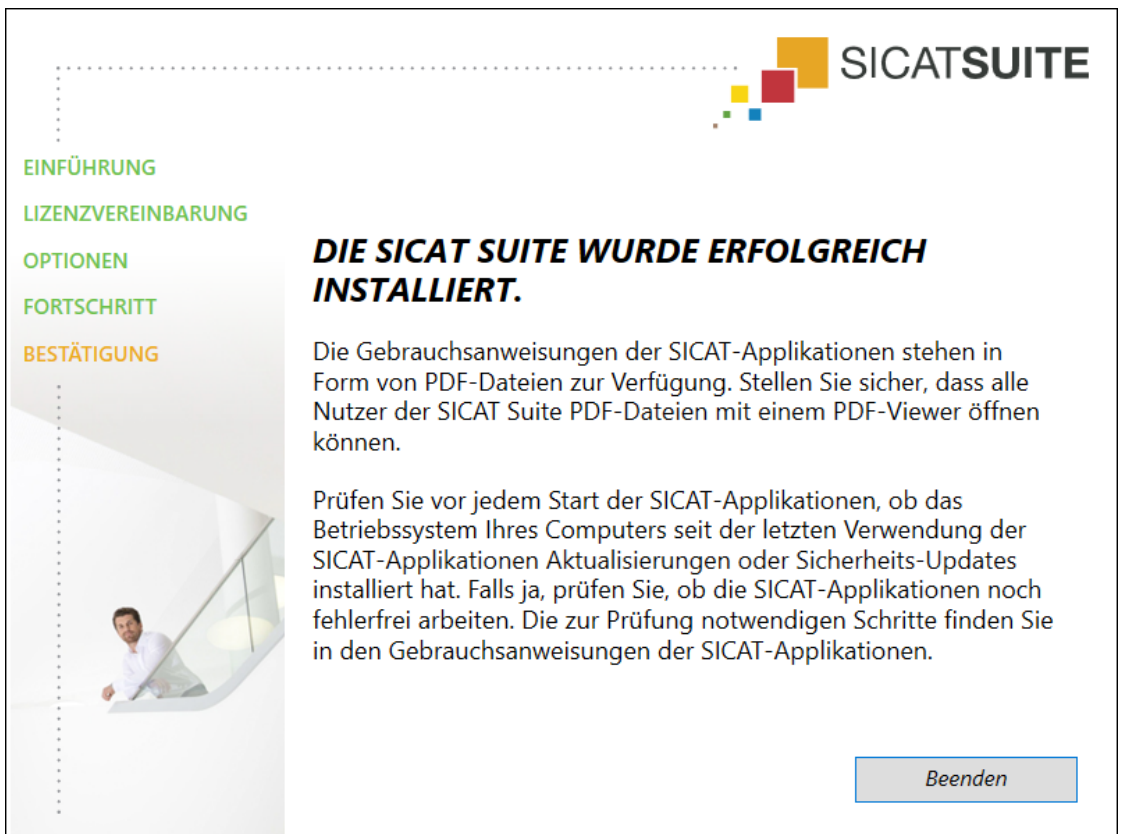 SICATSUITE
EINFÜHRUNG
LIZENZVEREINBARUNG
OPTIONEN
FORTSCHRITT
BESTÄTIGUNG
DIE SICAT SUITE WURDE ERFOLGREICH
INSTALLIERT.
Die Gebrauchsanweisungen der SICAT-Applikationen stehen in
Form von PDF-Dateien zur Verfügung. Stellen Sie sicher, dass alle
Nutzer der SICAT Suite PDF-Dateien mit einem PDF-Viewer öffnen
können.
Prüfen Sie vor jedem Start der SICAT-Applikationen, ob das
Betriebssystem Ihres Computers seit der letzten Verwendung der
SICAT-Applikationen Aktualisierungen oder Sicherheits-Updates
installiert hat. Falls ja, prüfen Sie, ob die SICAT-Applikationen noch
fehlerfrei arbeiten. Die zur Prüfung notwendigen Schritte finden Sie
in den Gebrauchsanweisungen der SICAT-Applikationen.
Beenden